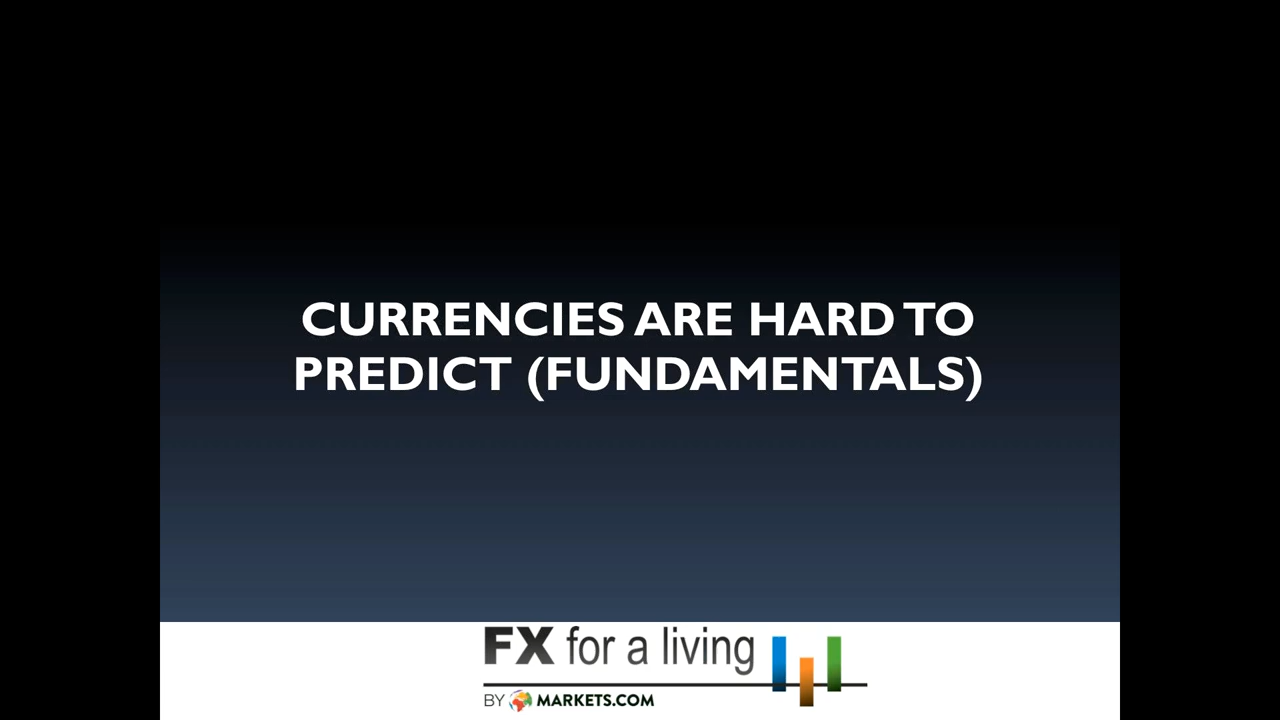 CURRENCIES ARE HARD TO
PREDICT (FUNDAMENTALS)
FX for a living
BY MARKETS.COM